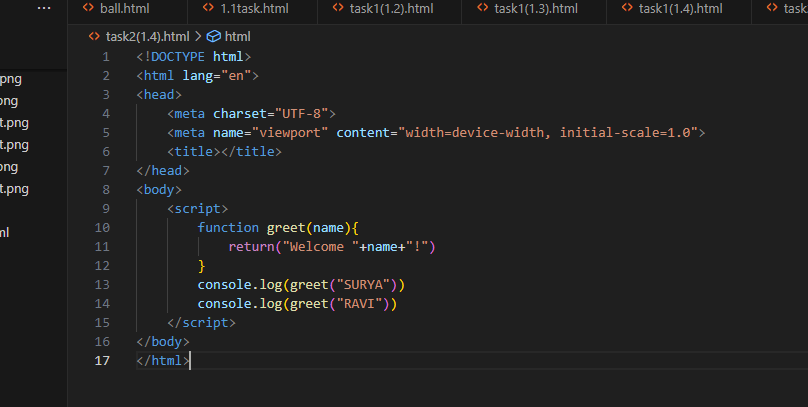 ball.html 1.1task.html task1(1.2).html task1(1.3).html task1(1.4).html task
task2(1.4).html > html
png
ng
t.png
t.png
ng
t.png
ml
1 <!DOCTYPE html>
2 <html lang="en">
3 <head>
4 <meta charset="UTF-8">
5 <meta name="viewport" content="width=device-width, initial-scale=1.0">
6 <title></title>
7 </head>
8 <body>
9 <script>
10 function greet(name){
11 return("Welcome "+name+"!")
12 }
13 console.log(greet("SURYA"))
14 console.log(greet("RAVI"))
15 </script>
16 </body>
17 </html>